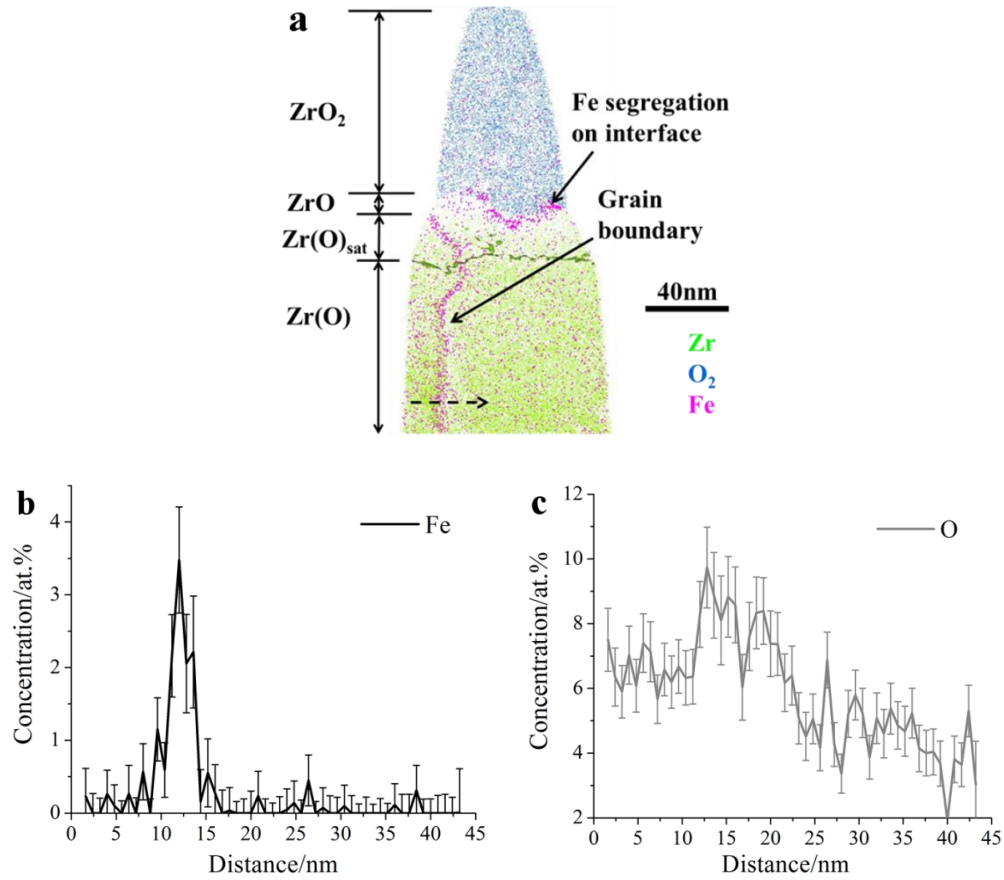 a
ZrO2
Fe segregation
on interface
ZrO
Grain
boundary
Zr(O)sat
Zr(O)
40nm
Zr
O2
Fe
b
Fe
Concentration/at.%
4
3
2
1
0
0 5 10 15 20 25 30 35 40 45
Distance/nm
c
O
Concentration/at.%
12
10
8
6
4
2
0 5 10 15 20 25 30 35 40 45
Distance/nm